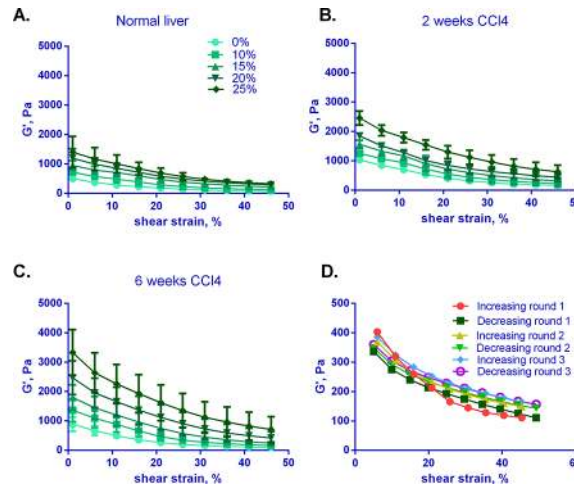 A.
Normal liver
0%
10%
15%
20%
25%
5000
4000
3000
2000
1000
0
G', Pa
0 10 20 30 40 50
shear strain, %
B.
2 weeks CCl4
5000
4000
3000
2000
1000
0
G', Pa
0 10 20 30 40 50
shear strain, %
C.
6 weeks CCl4
5000
4000
3000
2000
1000
0
G', Pa
0 10 20 30 40 50
shear strain, %
D.
Increasing round 1
Decreasing round 1
Increasing round 2
Decreasing round 2
Increasing round 3
Decreasing round 3
500
400
300
200
100
0
G', Pa
0 20 40 60
shear strain, %